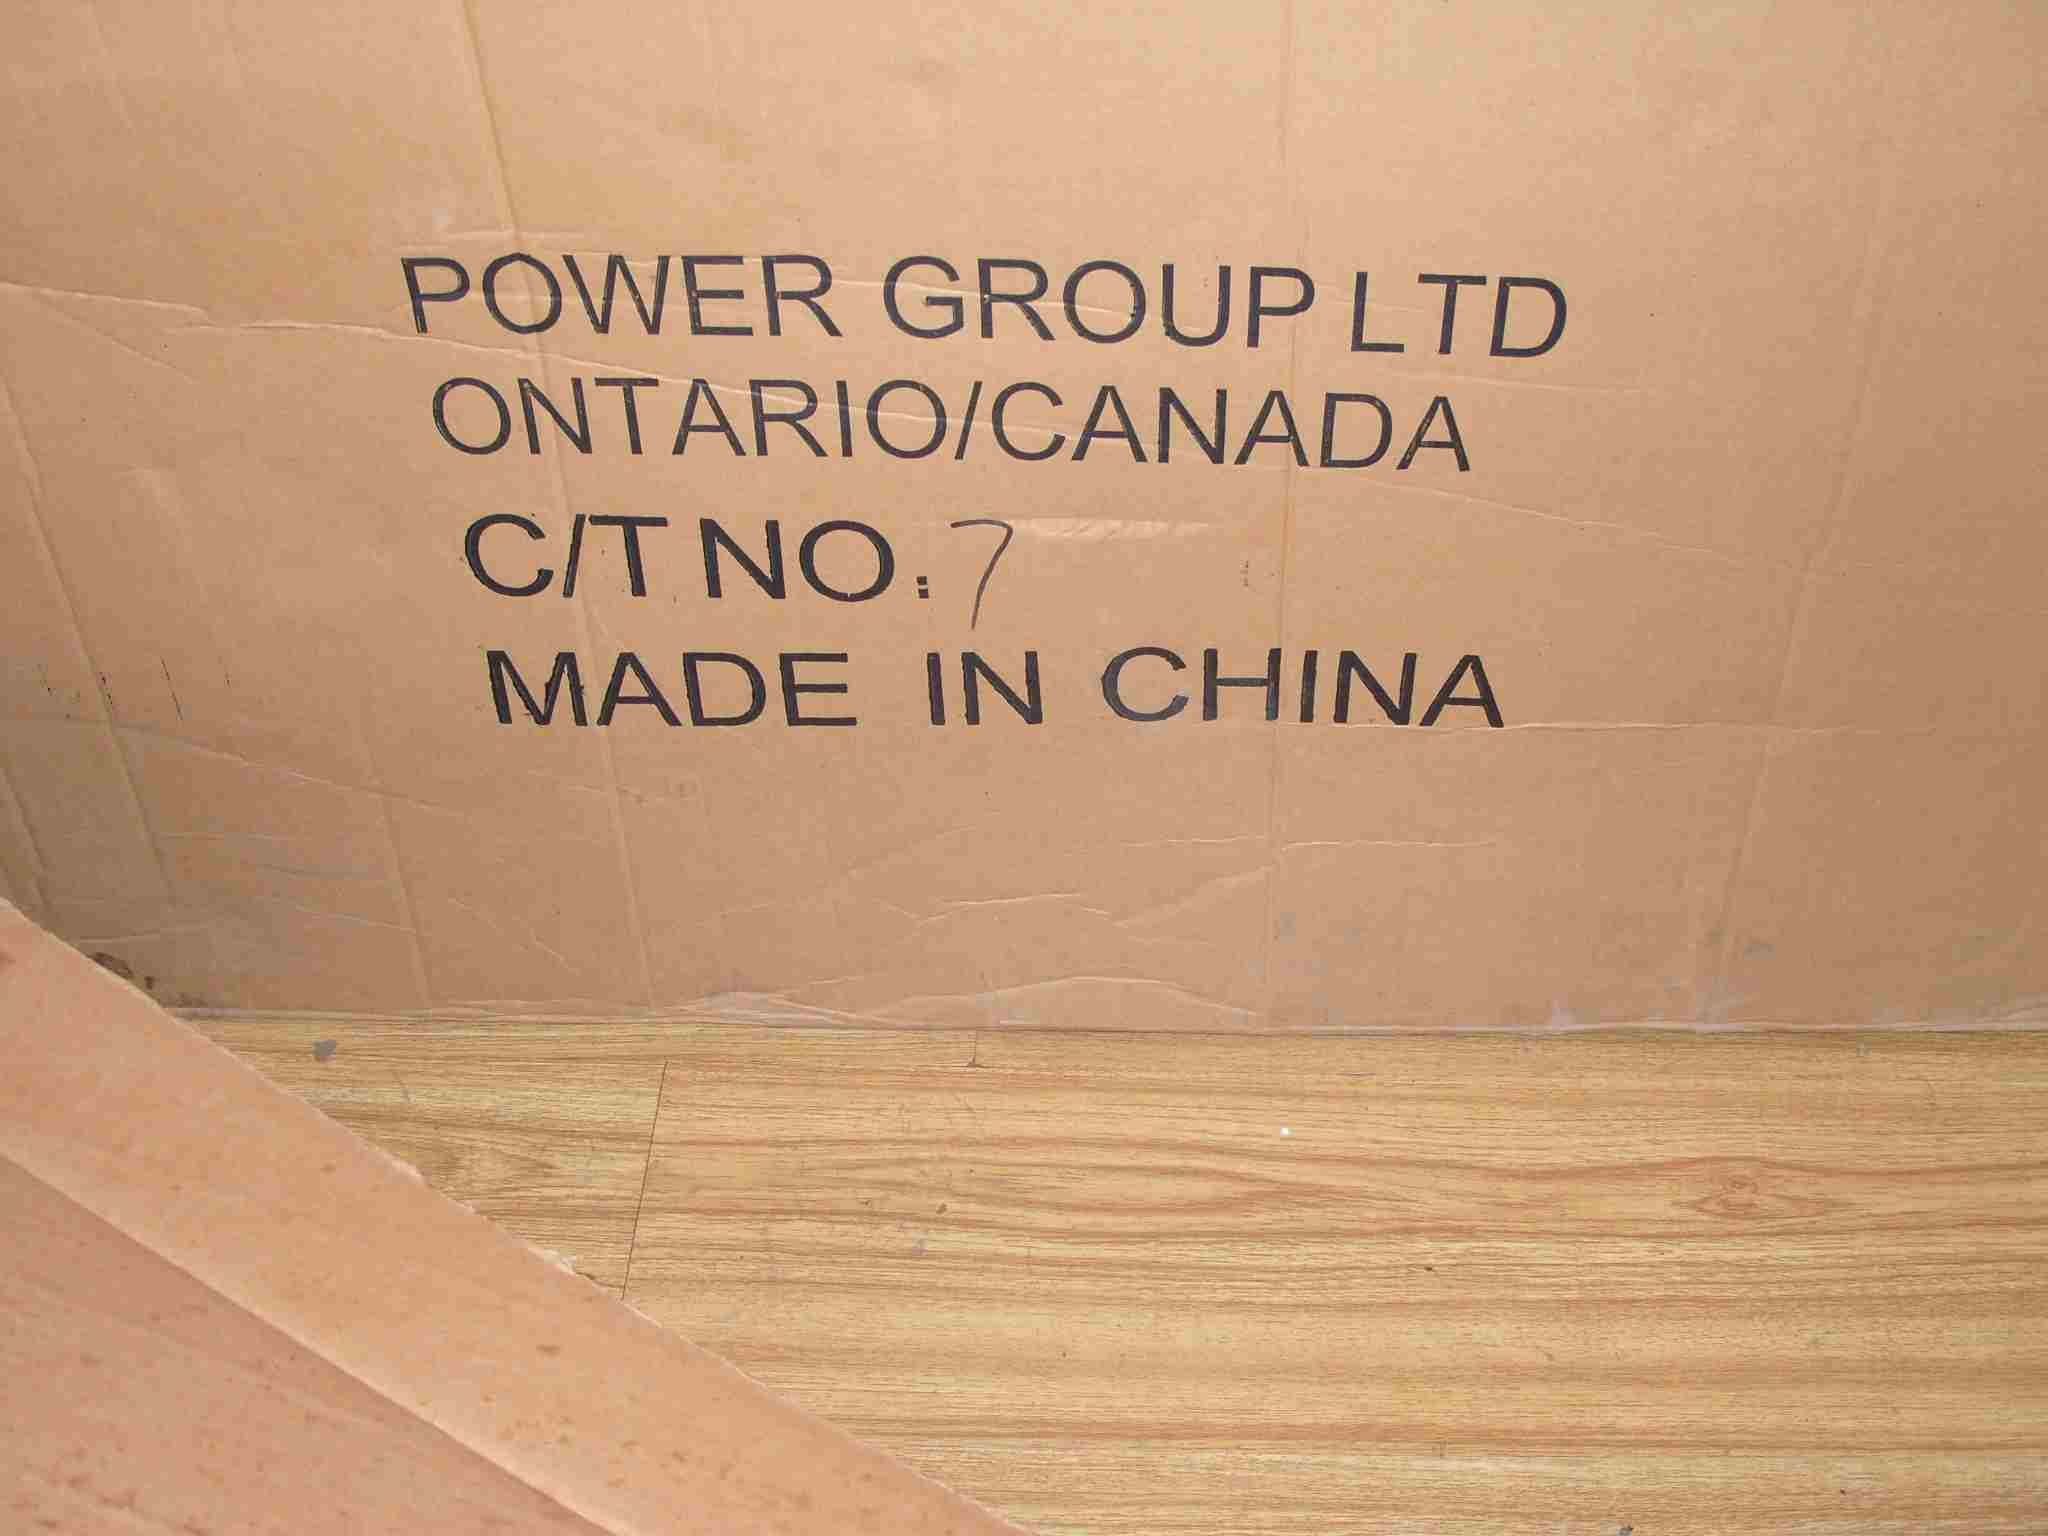 POWER GROUP LTD
ONTARIO/CANADA
C/T NO.: 7
MADE IN CHINA